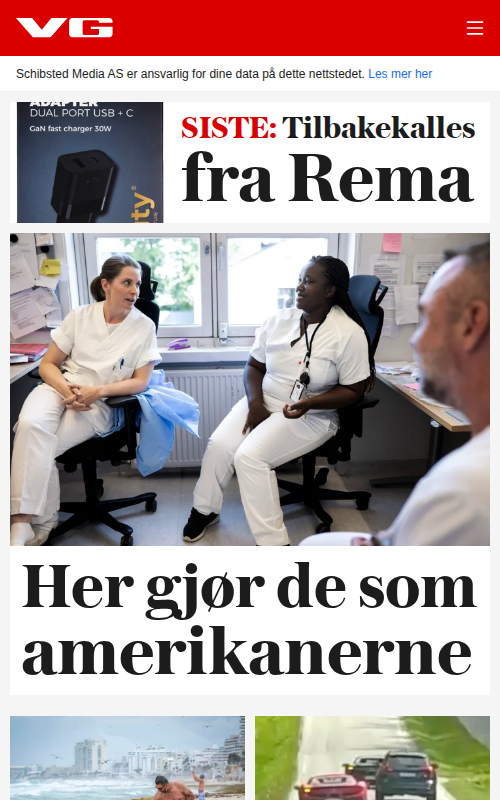 VG
Schibsted Media AS er ansvarlig for dine data på dette nettstedet. Les mer her
ADAPTER
DUAL PORT USB + C
GaN fast charger 30W
SISTE: Tilbakekalles
fra Rema
Her gjør de som
amerikanerne